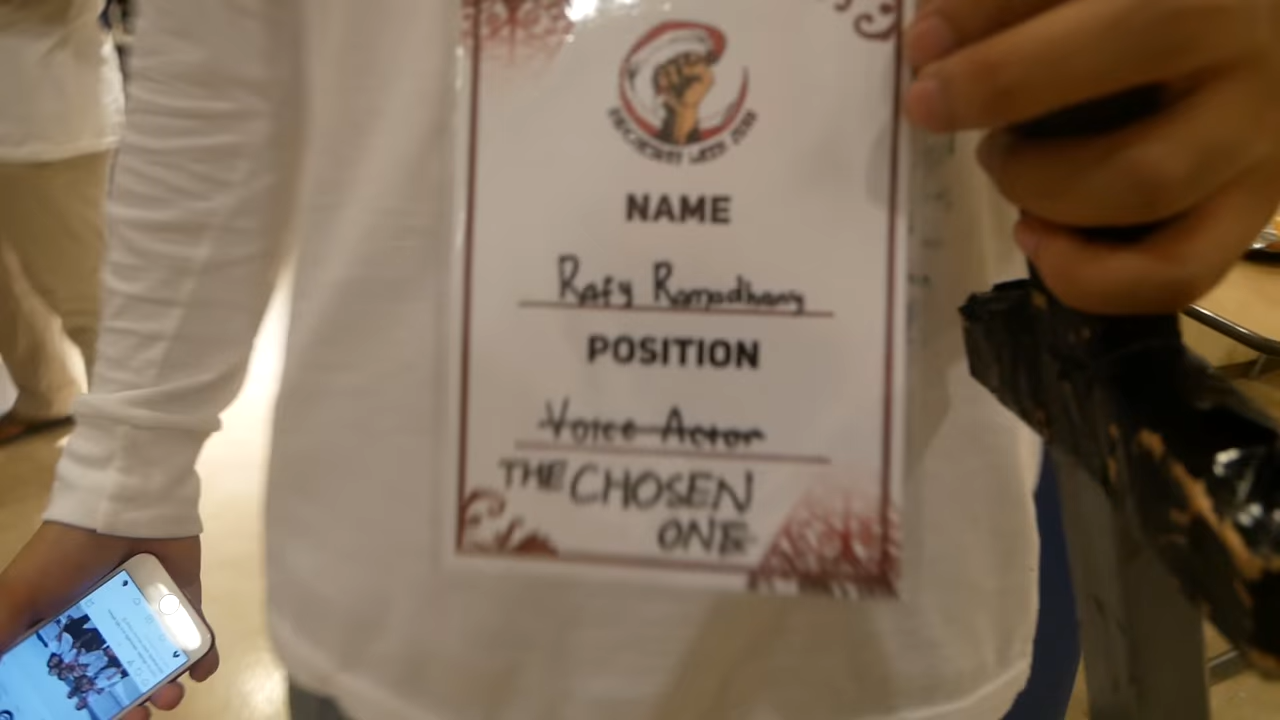 NAME
Rafy Ramadhany
POSITION
Voice Actor
THE CHOSEN
ONE